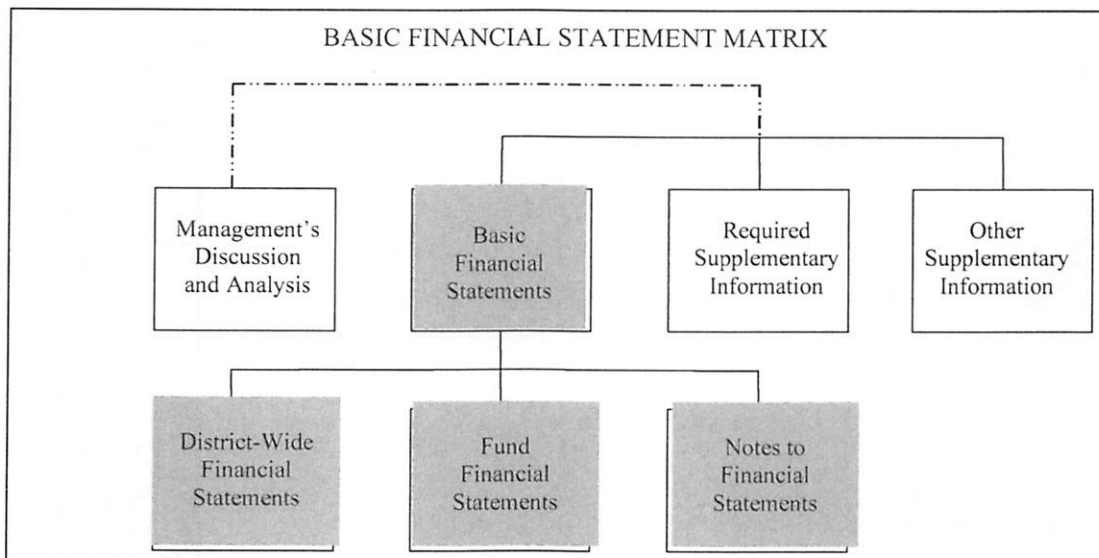 BASIC FINANCIAL STATEMENT MATRIX
Management's
Discussion
and Analysis
Basic
Financial
Statements
Required
Supplementary
Information
Other
Supplementary
Information
District-Wide
Financial
Statements
Fund
Financial
Statements
Notes to
Financial
Statements